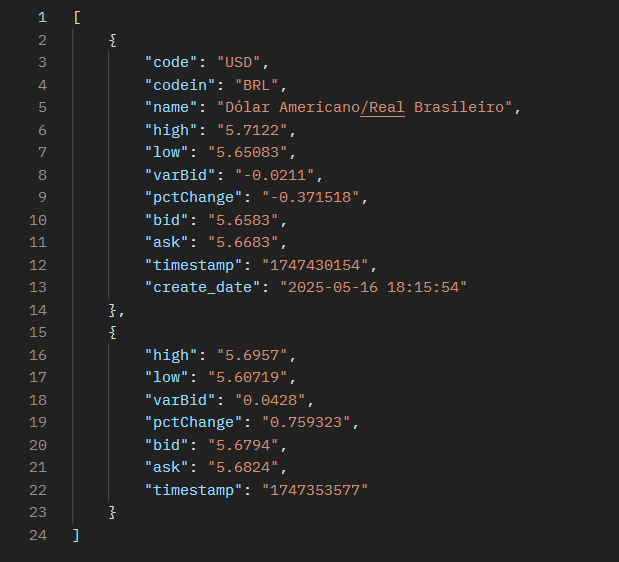 1 [
2 {
3 "code": "USD",
4 "codein": "BRL",
5 "name": "Dólar Americano/Real Brasileiro",
6 "high": "5.7122",
7 "low": "5.65083",
8 "varBid": "-0.0211",
9 "pctChange": "-0.371518",
10 "bid": "5.6583",
11 "ask": "5.6683",
12 "timestamp": "1747430154",
13 "create_date": "2025-05-16 18:15:54"
14 },
15 {
16 "high": "5.6957",
17 "low": "5.60719",
18 "varBid": "0.0428",
19 "pctChange": "0.759323",
20 "bid": "5.6794",
21 "ask": "5.6824",
22 "timestamp": "1747353577"
23 }
24 ]